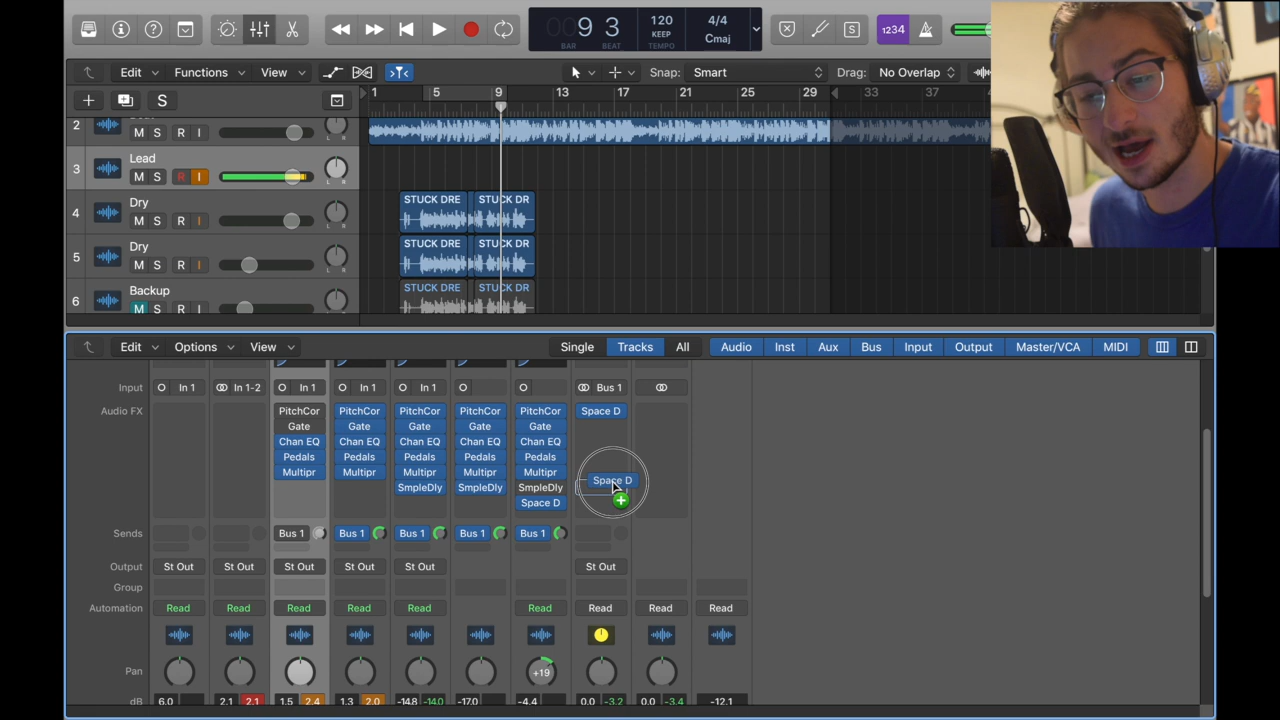 009 3 120 4/4 1234
KEEP Cmaj
BAR BEAT TEMPO
Edit Functions View Snap: Smart Drag: No Overlap
S 1 5 9 13 17 21 25 29 33 37
2 M S R I
3 Lead
M S R I L R
4 Dry STUCK DRE STUCK DR
M S R I L R
5 Dry STUCK DRE STUCK DR
M S R I L R
6 Backup STUCK DRE STUCK DR
M S R I
Edit Options View Single Tracks All Audio Inst Aux Bus Input Output Master/VCA MIDI
Input In 1 In 1-2 In 1 In 1 In 1 Bus 1
Audio FX PitchCor PitchCor PitchCor PitchCor PitchCor Space D
Gate Gate Gate Gate Gate
Chan EQ Chan EQ Chan EQ Chan EQ Chan EQ
Pedals Pedals Pedals Pedals Pedals
Multipr Multipr Multipr Multipr Multipr Space D
SmpleDly SmpleDly SmpleDly
Space D
Sends Bus 1 Bus 1 Bus 1 Bus 1 Bus 1
Output St Out St Out St Out St Out St Out St Out
Group
Automation Read Read Read Read Read Read Read Read Read
Pan +19
dB 6.0 2.1 2.1 1.5 2.4 1.3 2.0 -14.8 -14.0 -17.0 -4.4 0.0 -3.2 0.0 -3.4 -12.1